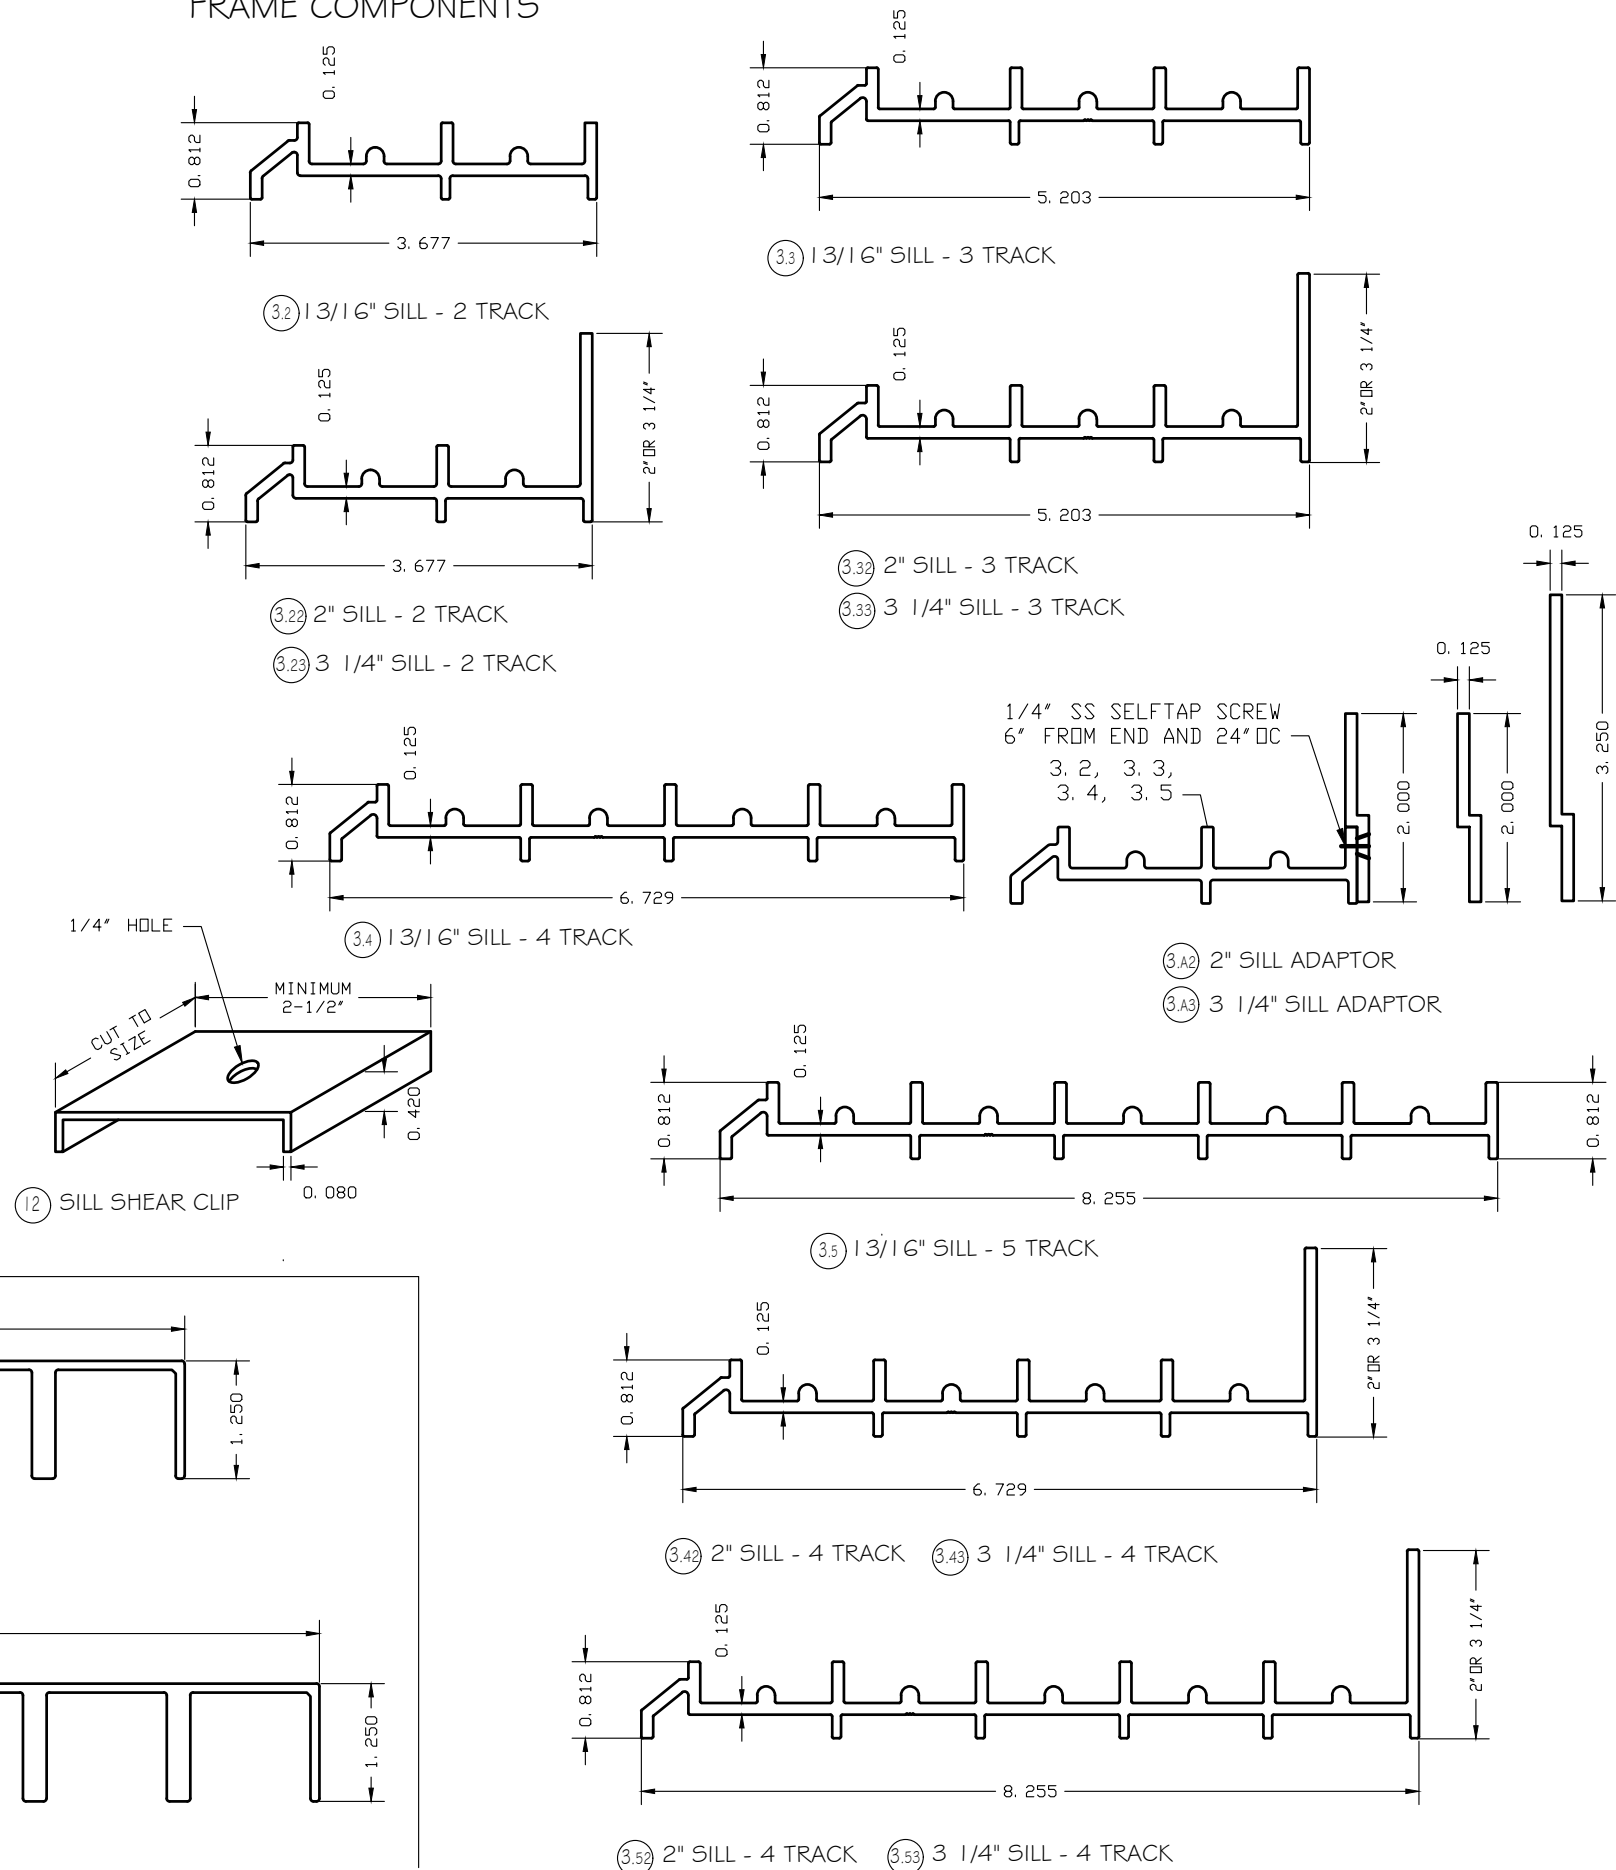 FRAME COMPONENTS
0.125
0.812
3.677
3.2 13/16" SILL - 2 TRACK
0.125
0.812
5.203
3.3 13/16" SILL - 3 TRACK
0.125
0.812
2" OR 3 1/4"
3.677
3.22 2" SILL - 2 TRACK
3.23 3 1/4" SILL - 2 TRACK
0.125
0.812
2" OR 3 1/4"
5.203
3.32 2" SILL - 3 TRACK
3.33 3 1/4" SILL - 3 TRACK
0.125
0.812
6.729
3.4 13/16" SILL - 4 TRACK
1/4" SS SELFTAP SCREW
6" FROM END AND 24" OC
3.2, 3.3,
3.4, 3.5
2.000
0.125
2.000
0.125
3.250
3.A2 2" SILL ADAPTOR
3.A3 3 1/4" SILL ADAPTOR
1/4" HOLE
MINIMUM
2-1/2"
CUT TO
SIZE
0.420
0.080
12 SILL SHEAR CLIP
0.125
0.812
0.812
8.255
3.5 13/16" SILL - 5 TRACK
1.250
1.250
0.125
0.812
2" OR 3 1/4"
6.729
3.42 2" SILL - 4 TRACK
3.43 3 1/4" SILL - 4 TRACK
0.125
0.812
2" OR 3 1/4"
8.255
3.52 2" SILL - 4 TRACK
3.53 3 1/4" SILL - 4 TRACK